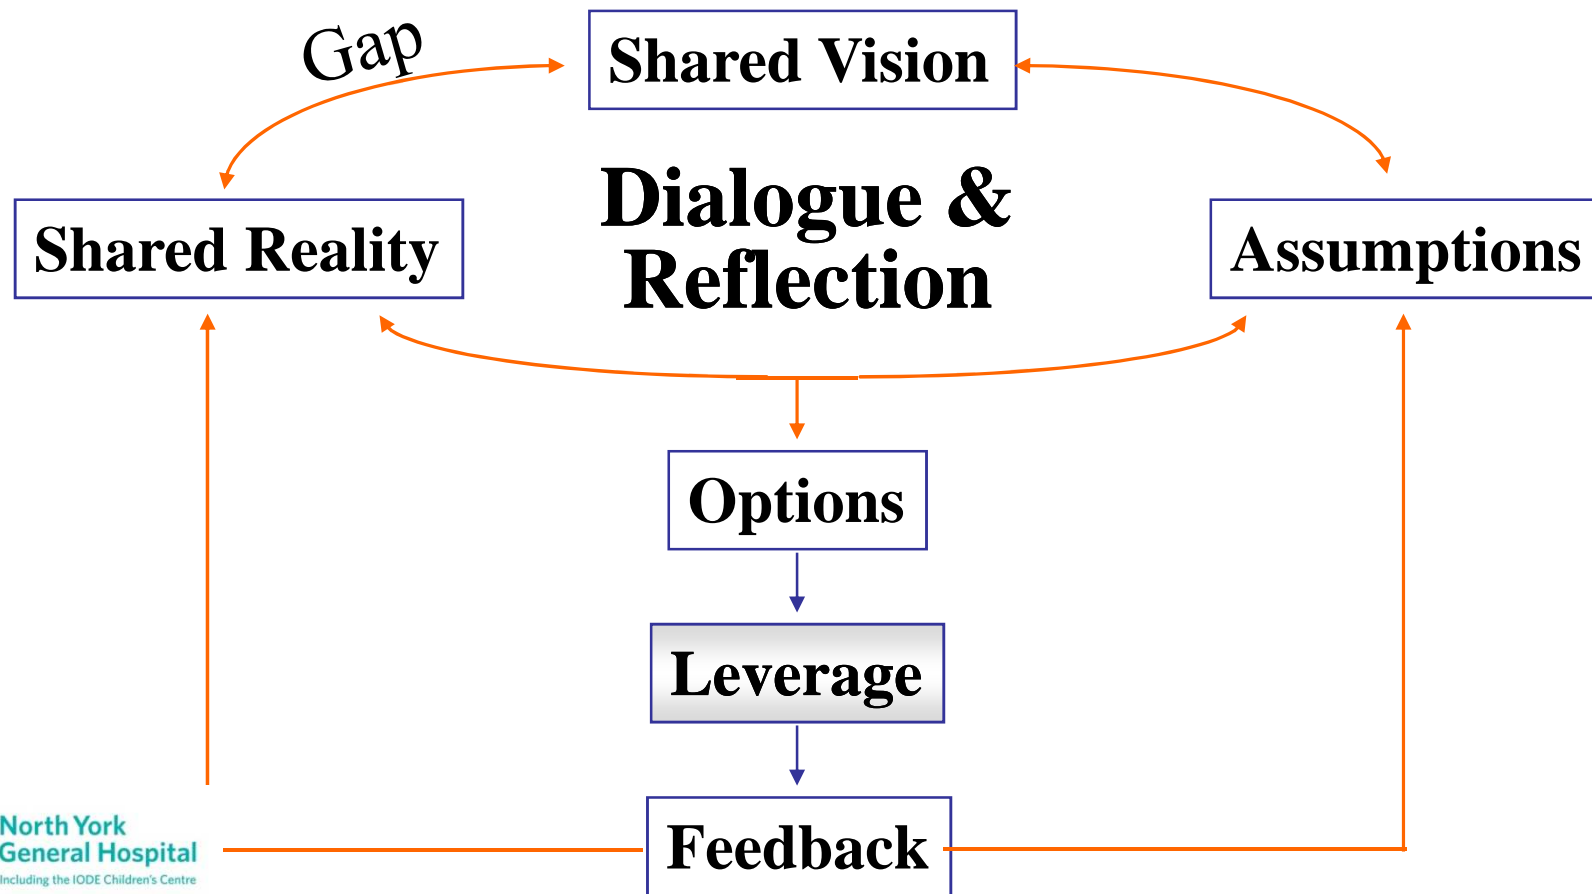 Gap
Shared Vision
Dialogue &
Reflection
Shared Reality
Assumptions
Options
Leverage
Feedback
North York
General Hospital
Including the IODE Children's Centre